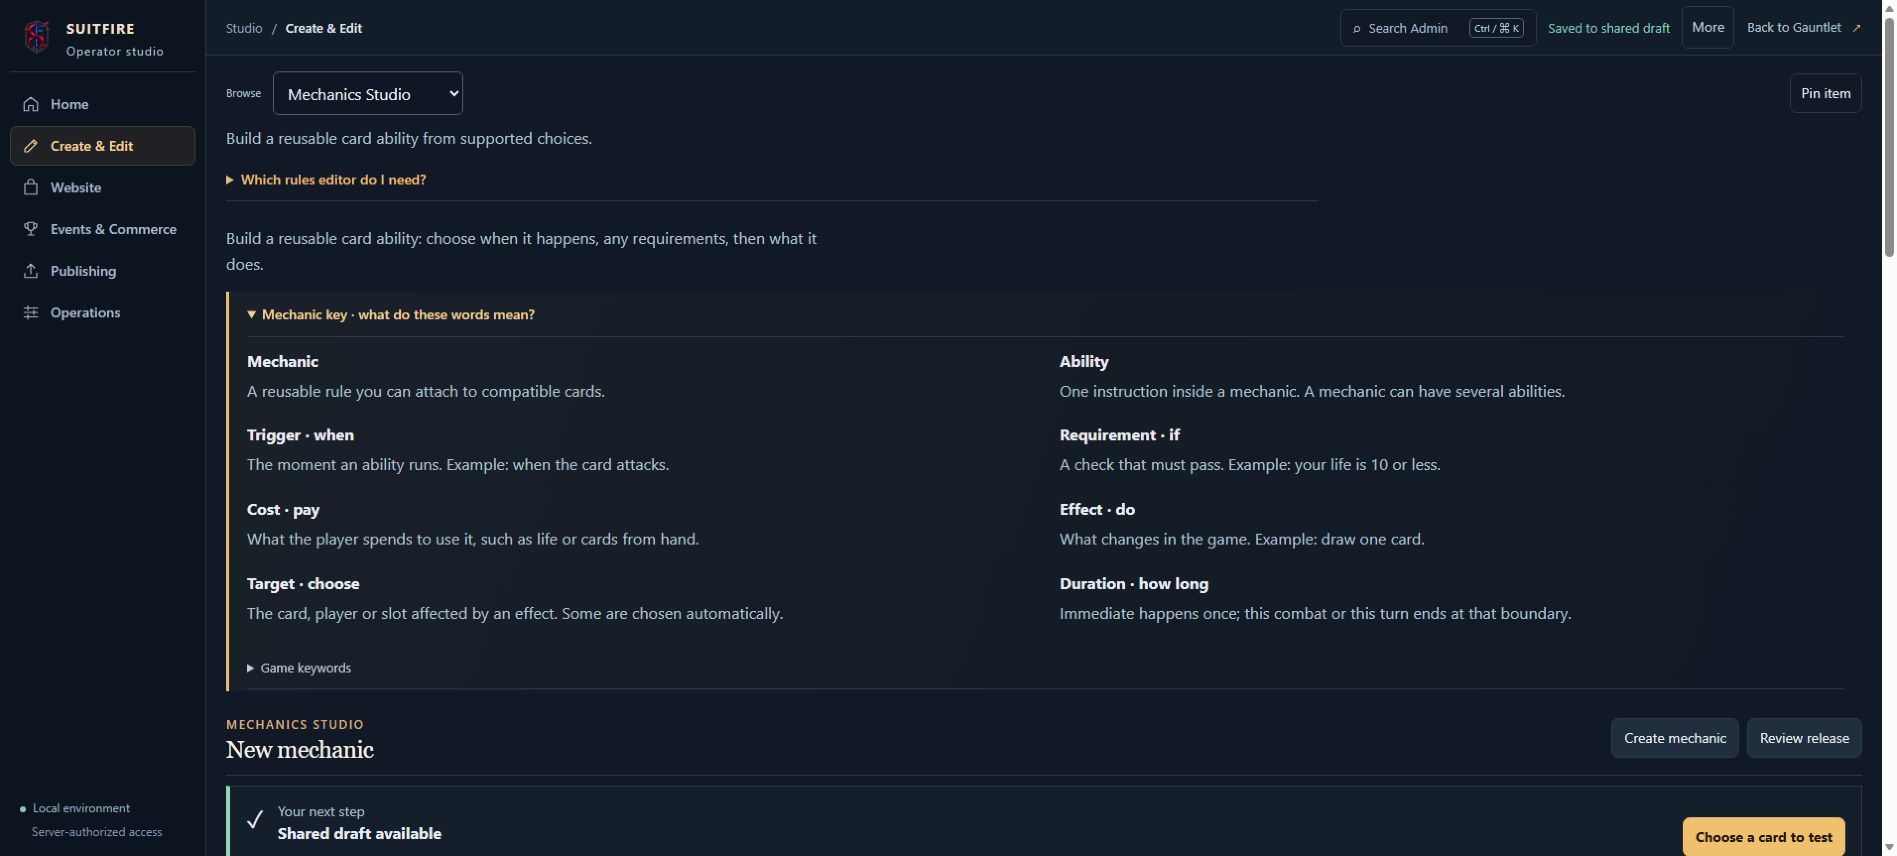 SUITFIRE
Operator studio
Home
Create & Edit
Website
Events & Commerce
Publishing
Operations
Local environment
Server-authorized access
Studio / Create & Edit
Search Admin Ctrl / ⌘ K
Saved to shared draft
More
Back to Gauntlet ↗
Browse
Mechanics Studio
Pin item
Build a reusable card ability from supported choices.
▶ Which rules editor do I need?
Build a reusable card ability: choose when it happens, any requirements, then what it
does.
▼ Mechanic key · what do these words mean?
Mechanic
A reusable rule you can attach to compatible cards.
Ability
One instruction inside a mechanic. A mechanic can have several abilities.
Trigger · when
The moment an ability runs. Example: when the card attacks.
Requirement · if
A check that must pass. Example: your life is 10 or less.
Cost · pay
What the player spends to use it, such as life or cards from hand.
Effect · do
What changes in the game. Example: draw one card.
Target · choose
The card, player or slot affected by an effect. Some are chosen automatically.
Duration · how long
Immediate happens once; this combat or this turn ends at that boundary.
▶ Game keywords
MECHANICS STUDIO
New mechanic
Create mechanic
Review release
✓
Your next step
Shared draft available
Choose a card to test